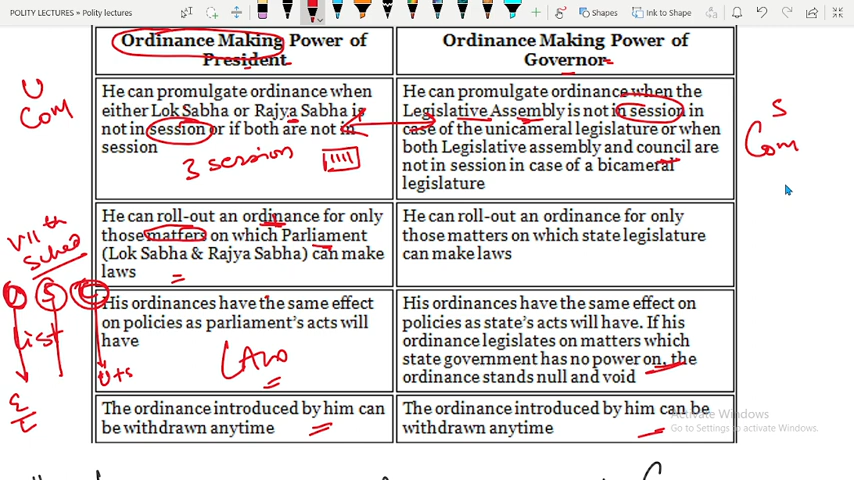 POLITY LECTURES » Polity lectures
Shapes
Ink to Shape
Ordinance Making Power of
President
He can promulgate ordinance when
either Lok Sabha or Rajya Sabha is
not in session or if both are not in
session
Ordinance Making Power of
Governor
He can promulgate ordinance when the
Legislative Assembly is not in session in
case of the unicameral legislature or when
both Legislative assembly and council are
not in session in case of a bicameral
legislature
U
Com
3 session
S
Com
He can roll-out an ordinance for only
those matters on which Parliament
(Lok Sabha & Rajya Sabha) can make
laws
He can roll-out an ordinance for only
those matters on which state legislature
can make laws
VIIth
Sched
U S C
List
U+S
His ordinances have the same effect
on policies as parliament's acts will
have
Law
His ordinances have the same effect on
policies as state's acts will have. If his
ordinance legislates on matters which
state government has no power on, the
ordinance stands null and void
The ordinance introduced by him can
be withdrawn anytime
The ordinance introduced by him can be
withdrawn anytime
Activate Windows
Go to Settings to activate Windows.